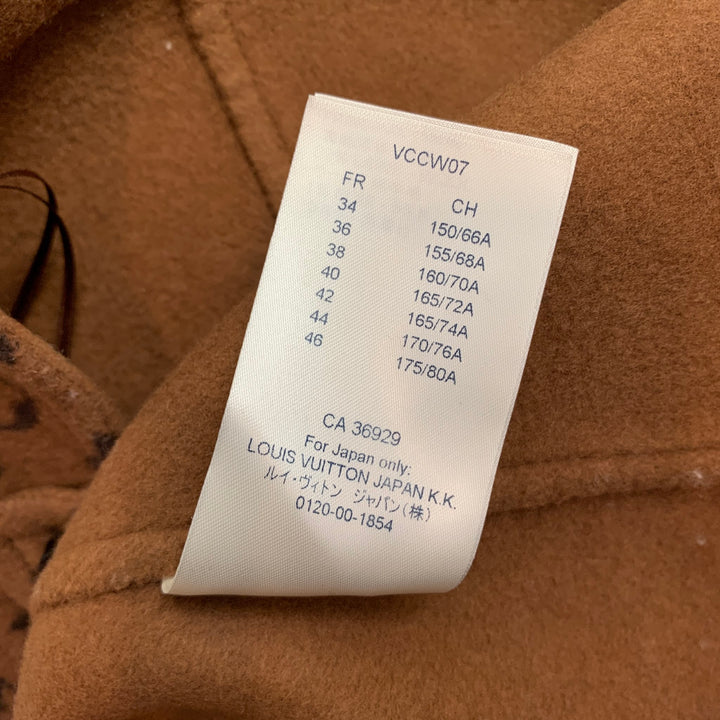 VCCW07
FR CH
34 150/66A
36 155/68A
38 160/70A
40 165/72A
42 165/74A
44 170/76A
46 175/80A
CA 36929
For Japan only:
LOUIS VUITTON JAPAN K.K.
ルイ・ヴィトン ジャパン(株)
0120-00-1854